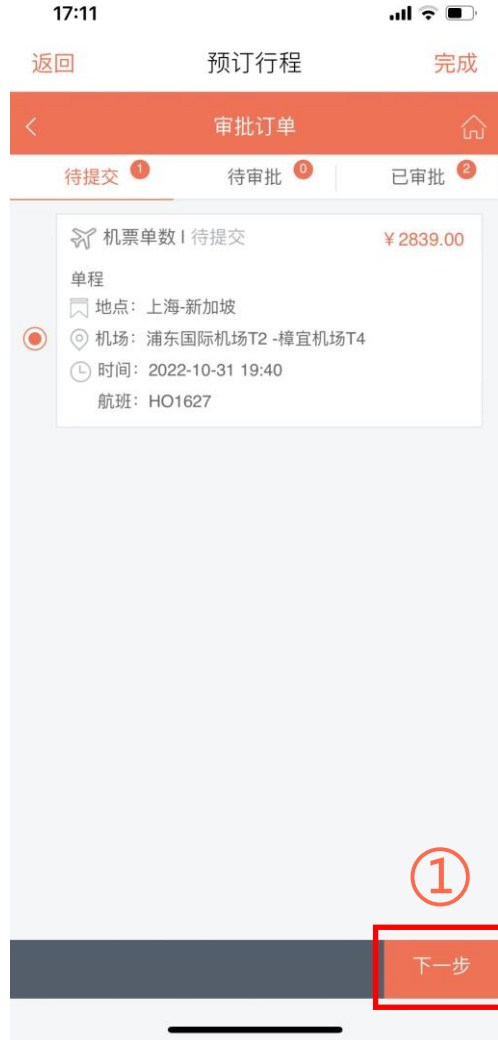 17:11
返回 预订行程 完成
审批订单
待提交 1 待审批 0 已审批 2
机票单数 | 待提交 ¥ 2839.00
单程
地点：上海-新加坡
机场：浦东国际机场T2 -樟宜机场T4
时间：2022-10-31 19:40
航班：HO1627
①
下一步